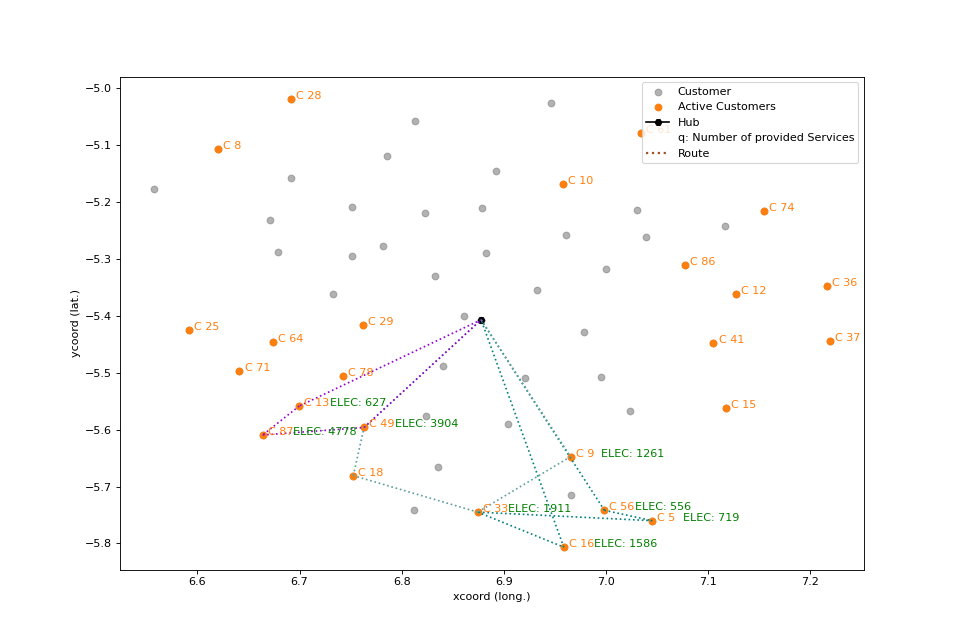 −5.0
−5.1
−5.2
−5.3
−5.4
−5.5
−5.6
−5.7
−5.8
ycoord (lat.)
6.6
6.7
6.8
6.9
7.0
7.1
7.2
xcoord (long.)
Customer
Active Customers
Hub
q: Number of provided Services
Route
C 28
C 8
C 10
C 74
C 86
C 36
C 12
C 25
C 29
C 64
C 41
C 37
C 71
C 78
C 13 ELEC: 627
C 15
C 49 ELEC: 3904
C 87 ELEC: 4778
C 9 ELEC: 1261
C 18
C 33 ELEC: 1911
C 56 ELEC: 556
C 5 ELEC: 719
C 16 ELEC: 1586